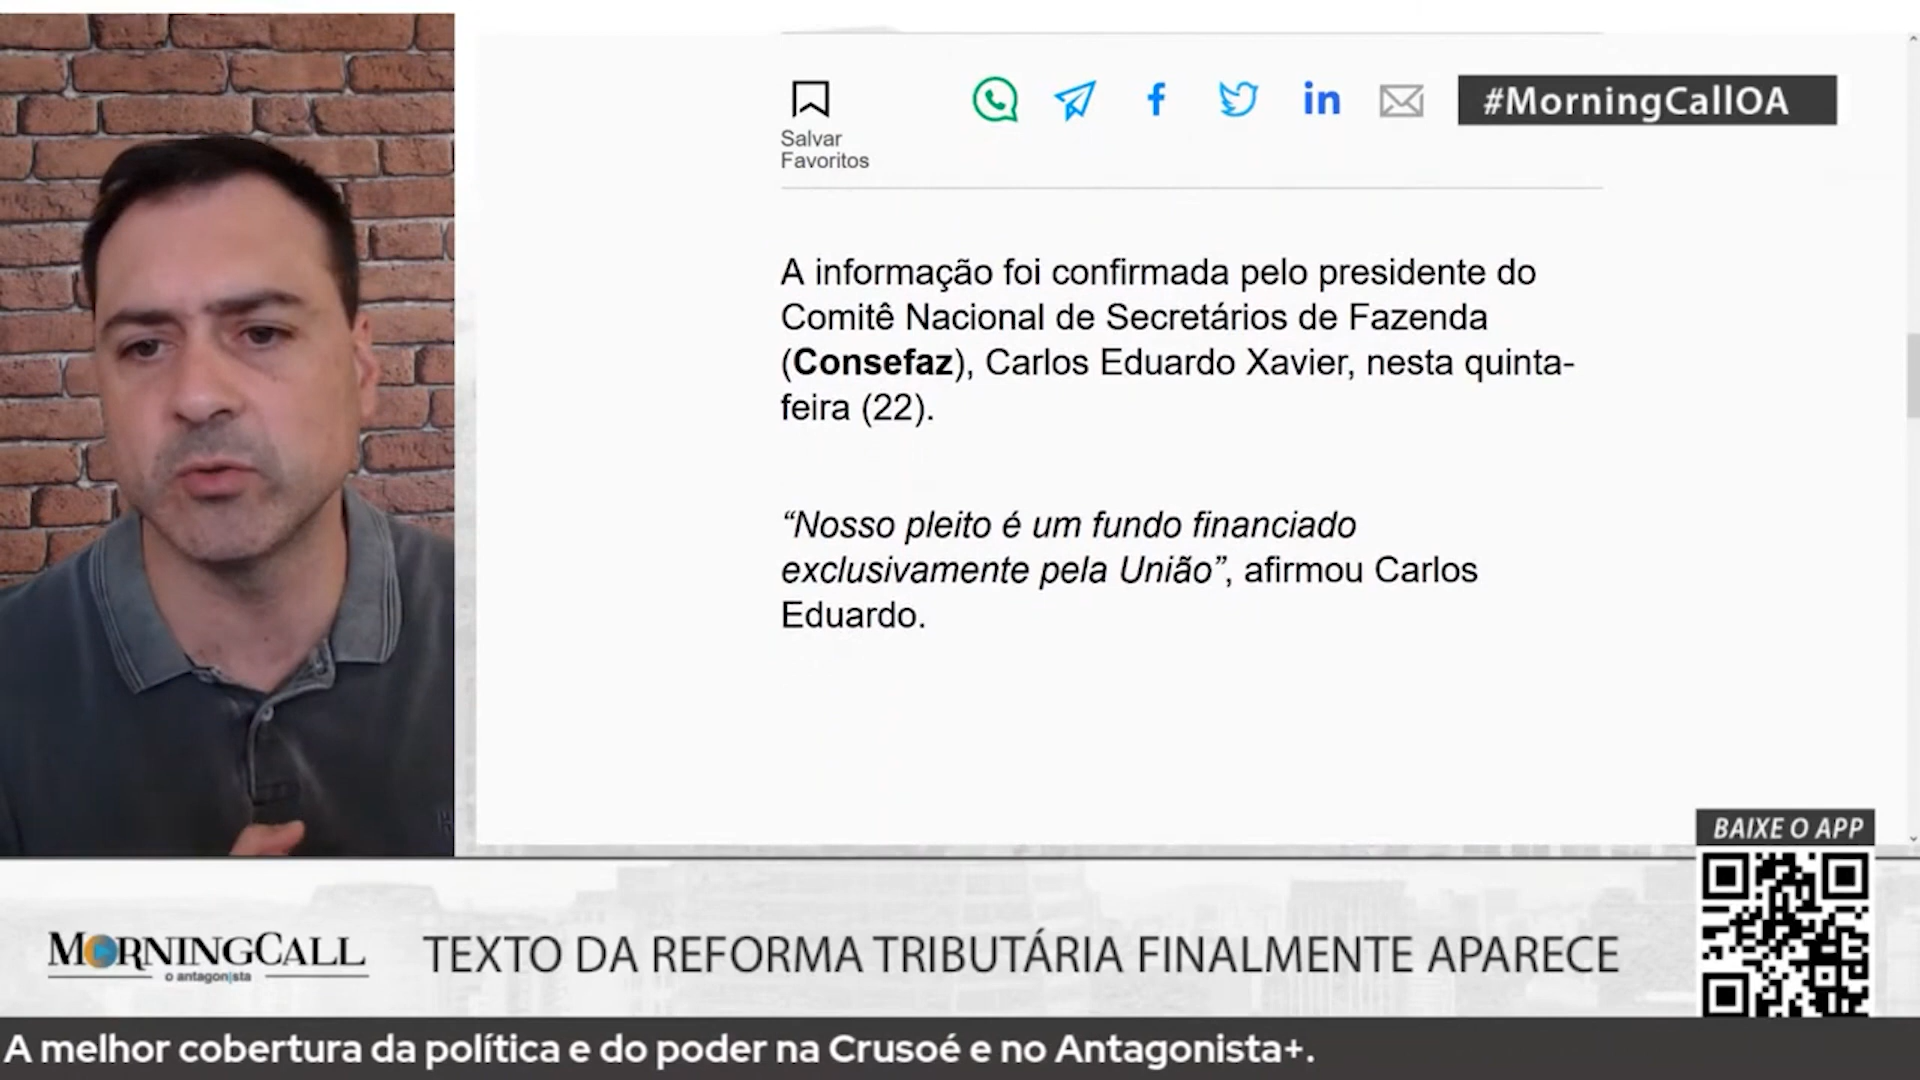 Salvar
Favoritos
#MorningCallOA
A informação foi confirmada pelo presidente do
Comitê Nacional de Secretários de Fazenda
(Consefaz), Carlos Eduardo Xavier, nesta quinta-
feira (22).
“Nosso pleito é um fundo financiado
exclusivamente pela União”, afirmou Carlos
Eduardo.
BAIXE O APP
MORNINGCALL
o antagonista
TEXTO DA REFORMA TRIBUTÁRIA FINALMENTE APARECE
A melhor cobertura da política e do poder na Crusoé e no Antagonista+.